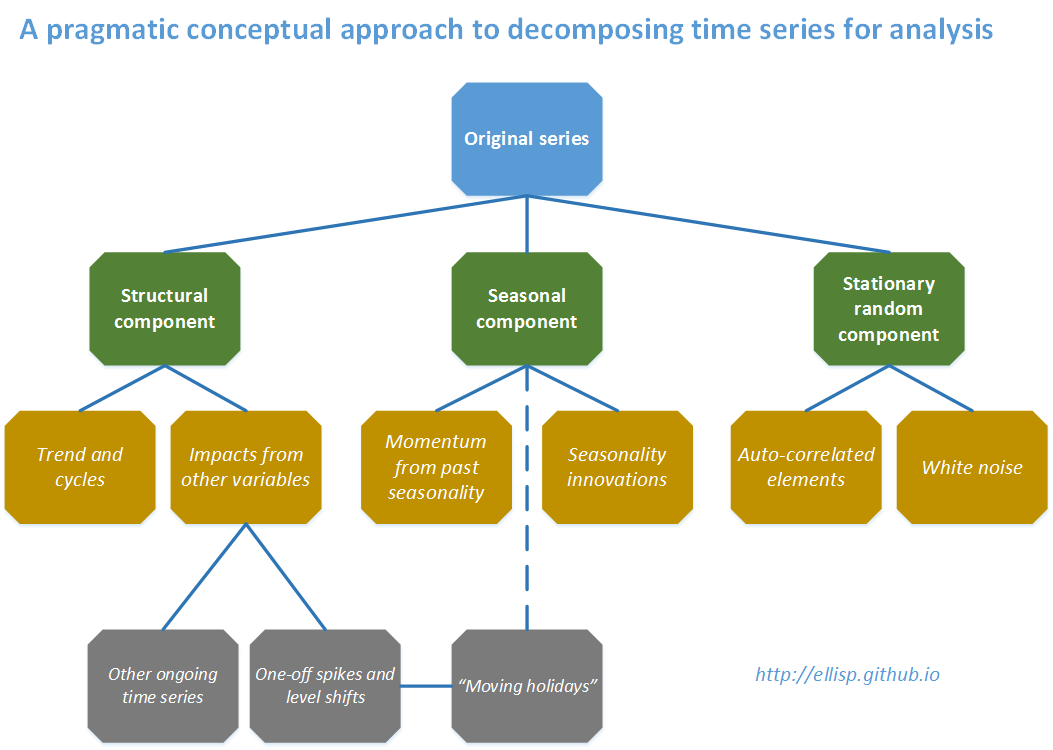 A pragmatic conceptual approach to decomposing time series for analysis
Original series
Structural
component
Seasonal
component
Stationary
random
component
Trend and
cycles
Impacts from
other variables
Momentum
from past
seasonality
Seasonality
innovations
Auto-correlated
elements
White noise
Other ongoing
time series
One-off spikes and
level shifts
“Moving holidays”
http://ellisp.github.io